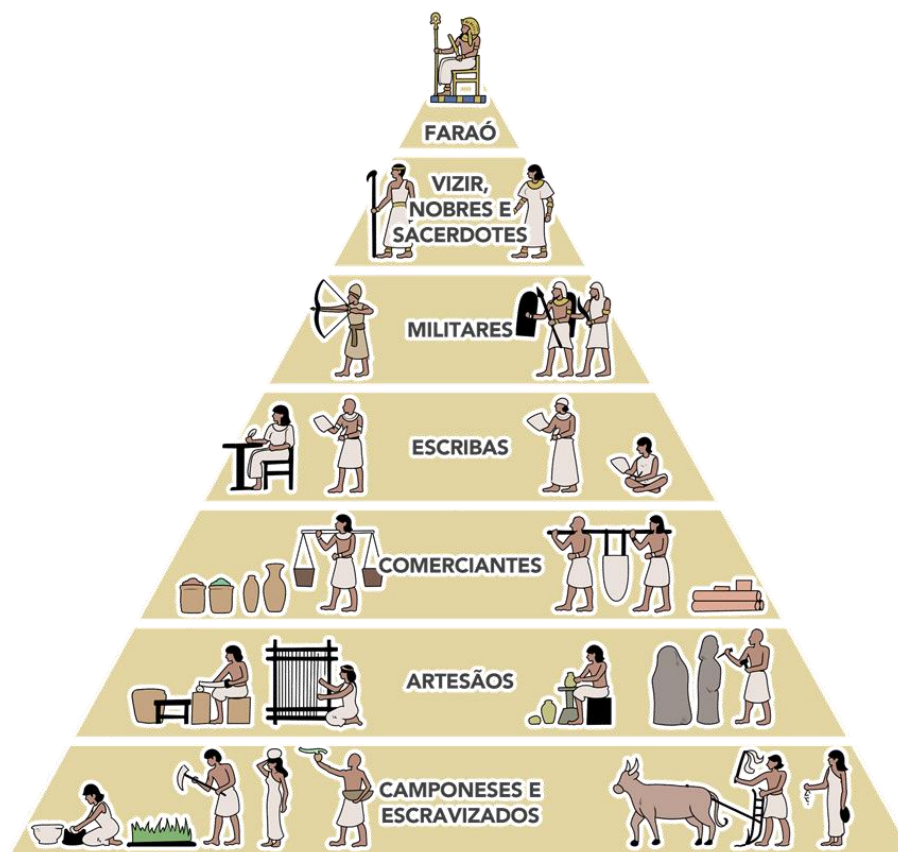 FARAÓ
VIZIR,
NOBRES E
SACERDOTES
MILITARES
ESCRIBAS
COMERCIANTES
ARTESÃOS
CAMPONESES E
ESCRAVIZADOS